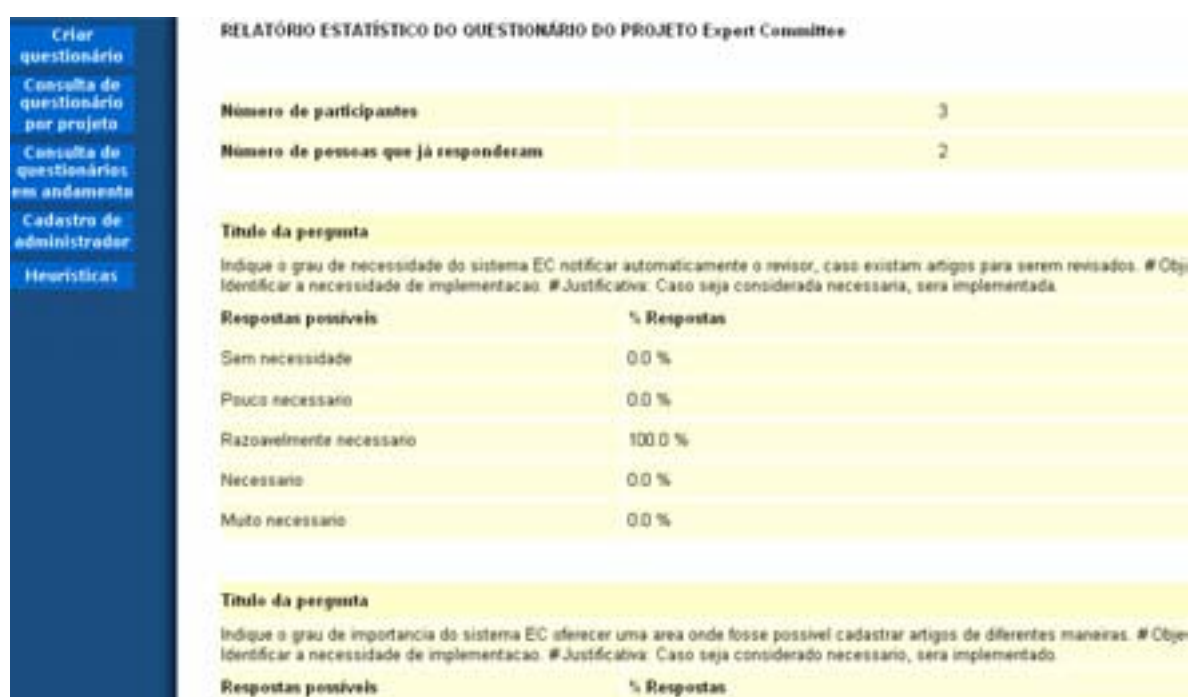 Criar
questionário
Consulta de
questionário
por projeto
Consulta de
questionários
em andamento
Cadastro de
administrador
Heurísticas
RELATÓRIO ESTATÍSTICO DO QUESTIONÁRIO DO PROJETO Expert Committee
Número de participantes 3
Número de pessoas que já responderam 2
Título da pergunta
Indique o grau de necessidade do sistema EC notificar automaticamente o revisor, caso existam artigos para serem revisados. # Obj
Identificar a necessidade de implementacao. # Justificativa: Caso seja considerada necessaria, sera implementada.
Respostas possíveis % Respostas
Sem necessidade 0.0 %
Pouco necessario 0.0 %
Razoavelmente necessario 100.0 %
Necessario 0.0 %
Muito necessario 0.0 %
Título da pergunta
Indique o grau de importancia do sistema EC oferecer uma area onde fosse possivel cadastrar artigos de diferentes maneiras. # Obje
Identificar a necessidade de implementacao. # Justificativa: Caso seja considerado necessario, sera implementado.
Respostas possíveis % Respostas